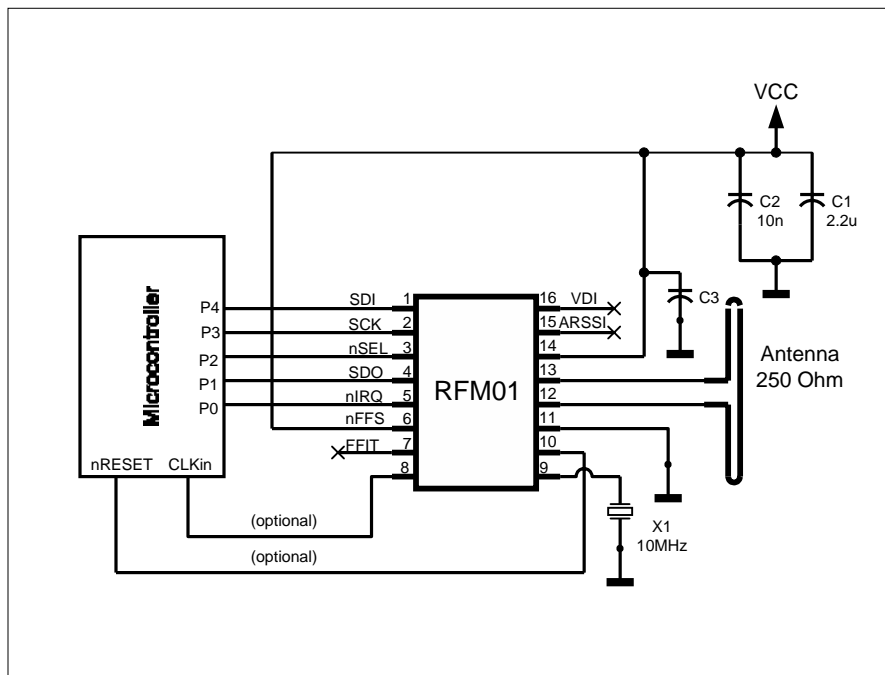 VCC
C2
10n
C1
2.2u
C3
Microcontroller
P4
P3
P2
P1
P0
nRESET
CLKin
SDI
SCK
nSEL
SDO
nIRQ
nFFS
FFIT
1
2
3
4
5
6
7
8
RFM01
16
15
14
13
12
11
10
9
VDI
ARSSI
Antenna
250 Ohm
X1
10MHz
(optional)
(optional)